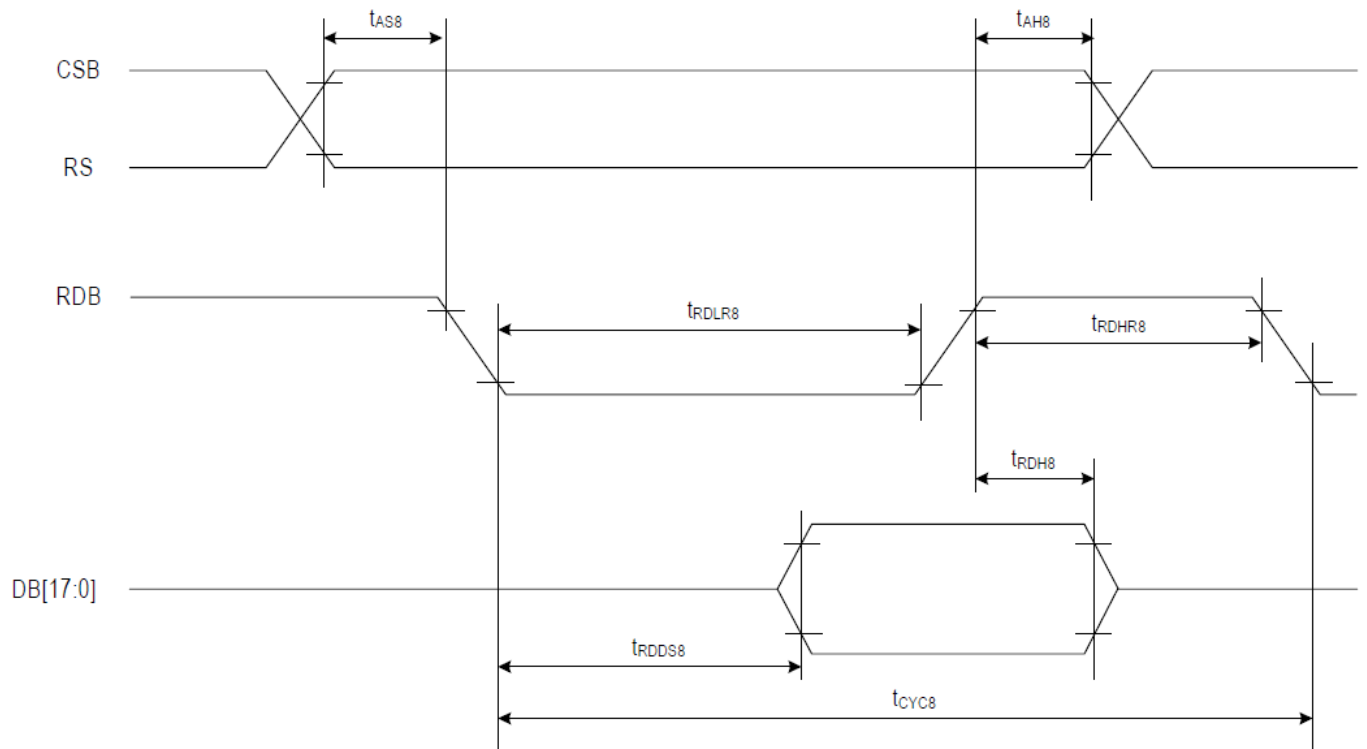 tAS8
tAH8
CSB
RS
RDB
tRDLR8
tRDHR8
tRDH8
DB[17:0]
tRDDS8
tCYC8